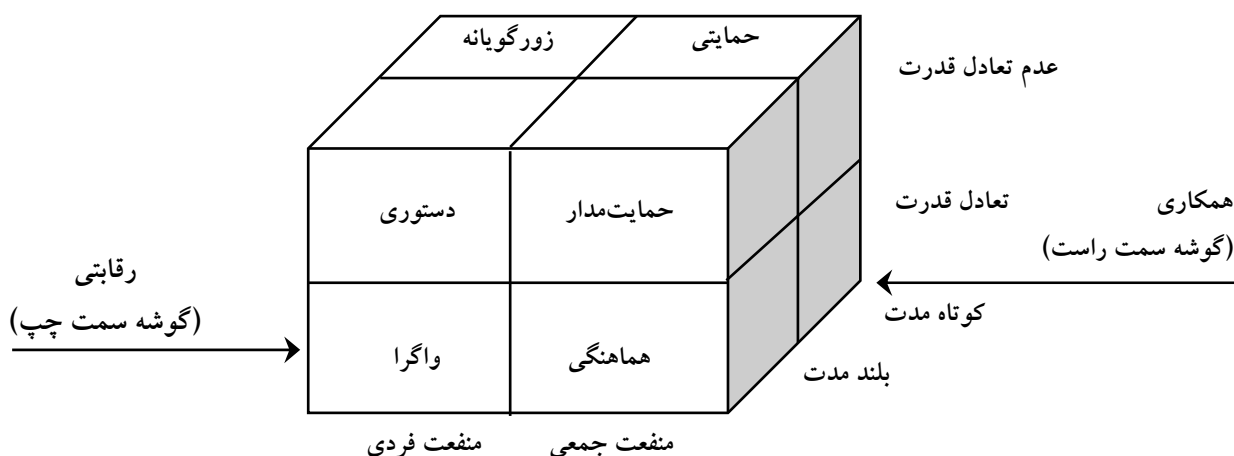 حمایتی
زورگویانه
عدم تعادل قدرت
حمایت‌مدار
دستوری
تعادل قدرت
همکاری
(گوشه سمت راست)
رقابتی
(گوشه سمت چپ)
کوتاه مدت
هماهنگی
واگرا
بلند مدت
منفعت جمعی
منفعت فردی